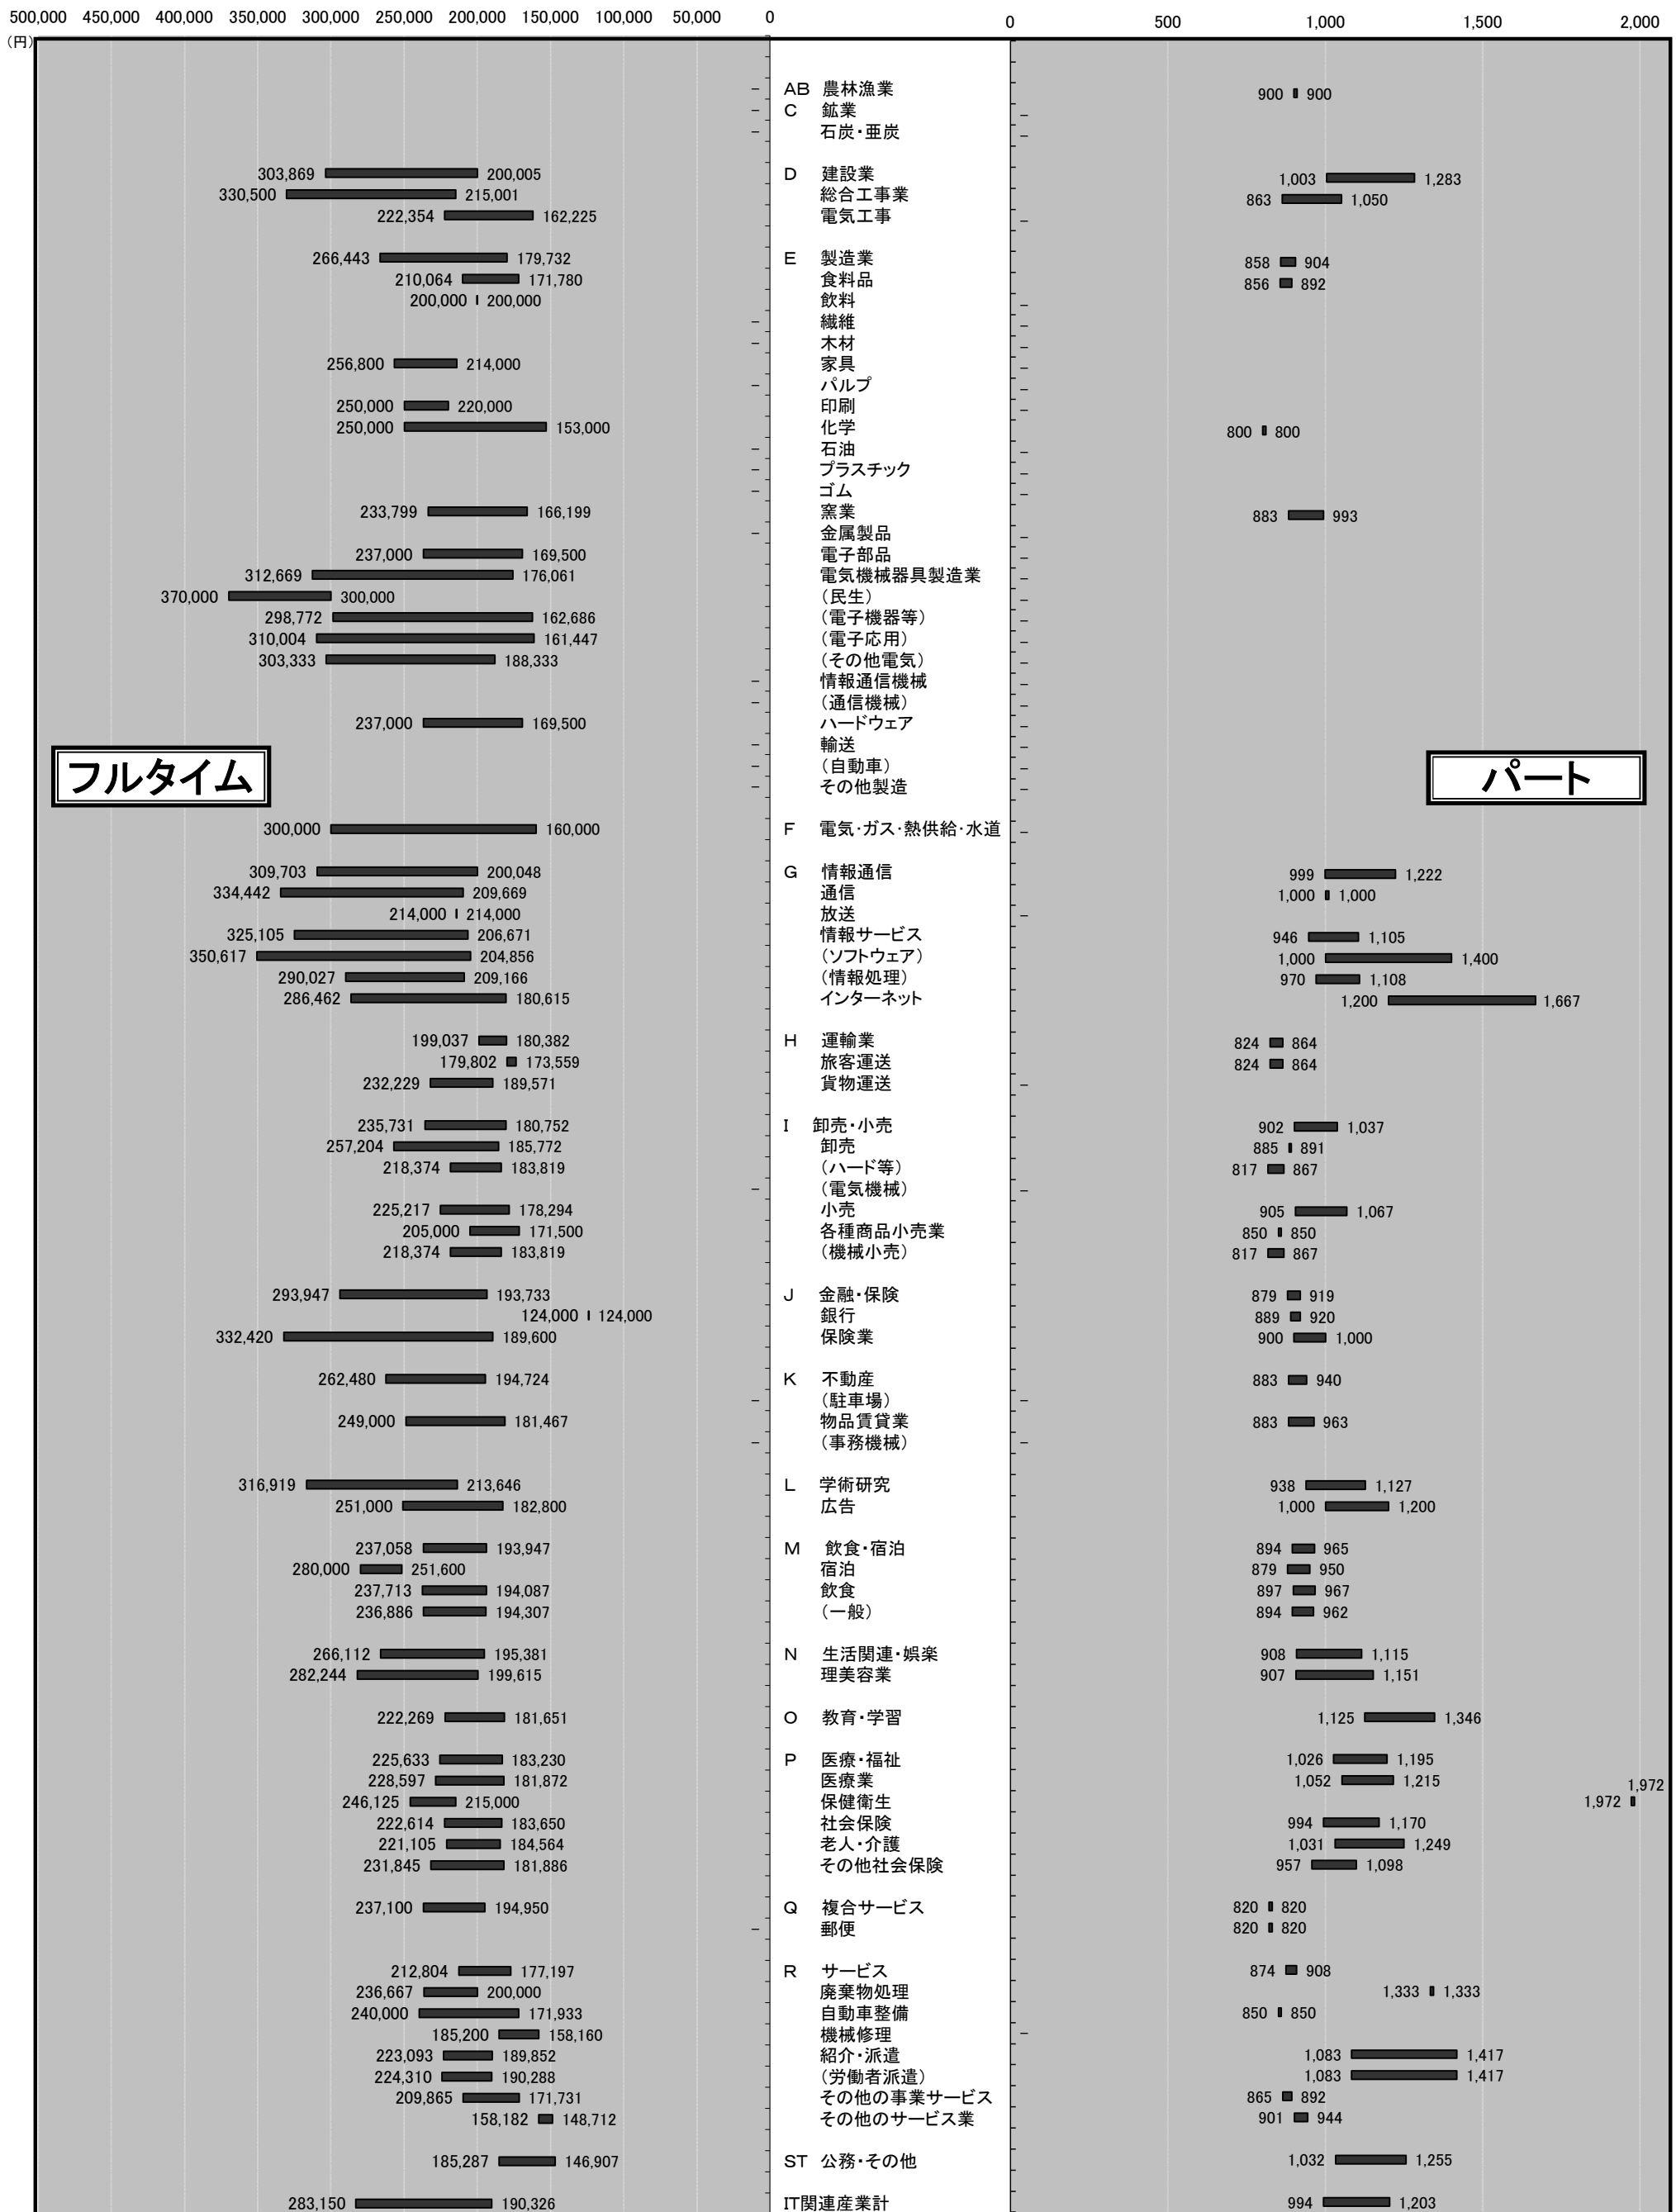 500,000 450,000 400,000 350,000 300,000 250,000 200,000 150,000 100,000 50,000 0 0 500 1,000 1,500 2,000
(円)
AB 農林漁業 900 900
C 鉱業
石炭・亜炭
303,869 200,005 D 建設業 1,003 1,283
330,500 215,001 総合工事業 863 1,050
222,354 162,225 電気工事
266,443 179,732 E 製造業 858 904
210,064 171,780 食料品 856 892
200,000 200,000 飲料
繊維
木材
256,800 214,000 家具
パルプ
250,000 220,000 印刷
250,000 153,000 化学 800 800
石油
プラスチック
ゴム
233,799 166,199 窯業 883 993
金属製品
237,000 169,500 電子部品
312,669 176,061 電気機械器具製造業
370,000 300,000 (民生)
298,772 162,686 (電子機器等)
310,004 161,447 (電子応用)
303,333 188,333 (その他電気)
情報通信機械
(通信機械)
237,000 169,500 ハードウェア
輸送
フルタイム (自動車) パート
その他製造
300,000 160,000 F 電気・ガス・熱供給・水道
309,703 200,048 G 情報通信 999 1,222
334,442 209,669 通信 1,000 1,000
214,000 214,000 放送
325,105 206,671 情報サービス 946 1,105
350,617 204,856 (ソフトウェア) 1,000 1,400
290,027 209,166 (情報処理) 970 1,108
286,462 180,615 インターネット 1,200 1,667
199,037 180,382 H 運輸業 824 864
179,802 173,559 旅客運送 824 864
232,229 189,571 貨物運送
235,731 180,752 I 卸売・小売 902 1,037
257,204 185,772 卸売 885 891
218,374 183,819 (ハード等) 817 867
(電気機械)
225,217 178,294 小売 905 1,067
205,000 171,500 各種商品小売業 850 850
218,374 183,819 (機械小売) 817 867
293,947 193,733 J 金融・保険 879 919
124,000 124,000 銀行 889 920
332,420 189,600 保険業 900 1,000
262,480 194,724 K 不動産 883 940
(駐車場)
249,000 181,467 物品賃貸業 883 963
(事務機械)
316,919 213,646 L 学術研究 938 1,127
251,000 182,800 広告 1,000 1,200
237,058 193,947 M 飲食・宿泊 894 965
280,000 251,600 宿泊 879 950
237,713 194,087 飲食 897 967
236,886 194,307 (一般) 894 962
266,112 195,381 N 生活関連・娯楽 908 1,115
282,244 199,615 理美容業 907 1,151
222,269 181,651 O 教育・学習 1,125 1,346
225,633 183,230 P 医療・福祉 1,026 1,195
228,597 181,872 医療業 1,052 1,215
246,125 215,000 保健衛生 1,972 1,972
222,614 183,650 社会保険 994 1,170
221,105 184,564 老人・介護 1,031 1,249
231,845 181,886 その他社会保険 957 1,098
237,100 194,950 Q 複合サービス 820 820
郵便 820 820
212,804 177,197 R サービス 874 908
236,667 200,000 廃棄物処理 1,333 1,333
240,000 171,933 自動車整備 850 850
185,200 158,160 機械修理
223,093 189,852 紹介・派遣 1,083 1,417
224,310 190,288 (労働者派遣) 1,083 1,417
209,865 171,731 その他の事業サービス 865 892
158,182 148,712 その他のサービス業 901 944
185,287 146,907 ST 公務・その他 1,032 1,255
283,150 190,326 IT関連産業計 994 1,203